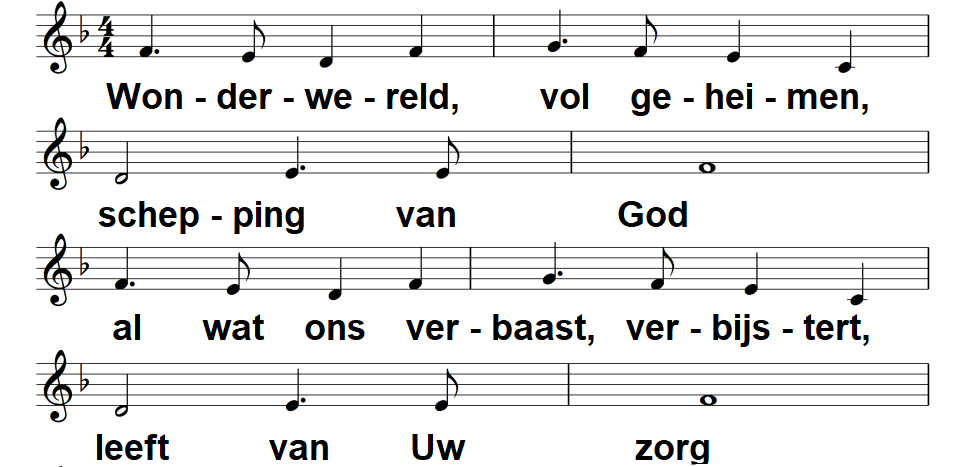 Won - der - we - reld, vol ge - hei - men,
schep - ping van God
al wat ons ver - baast, ver - bijs - tert,
leeft van Uw zorg